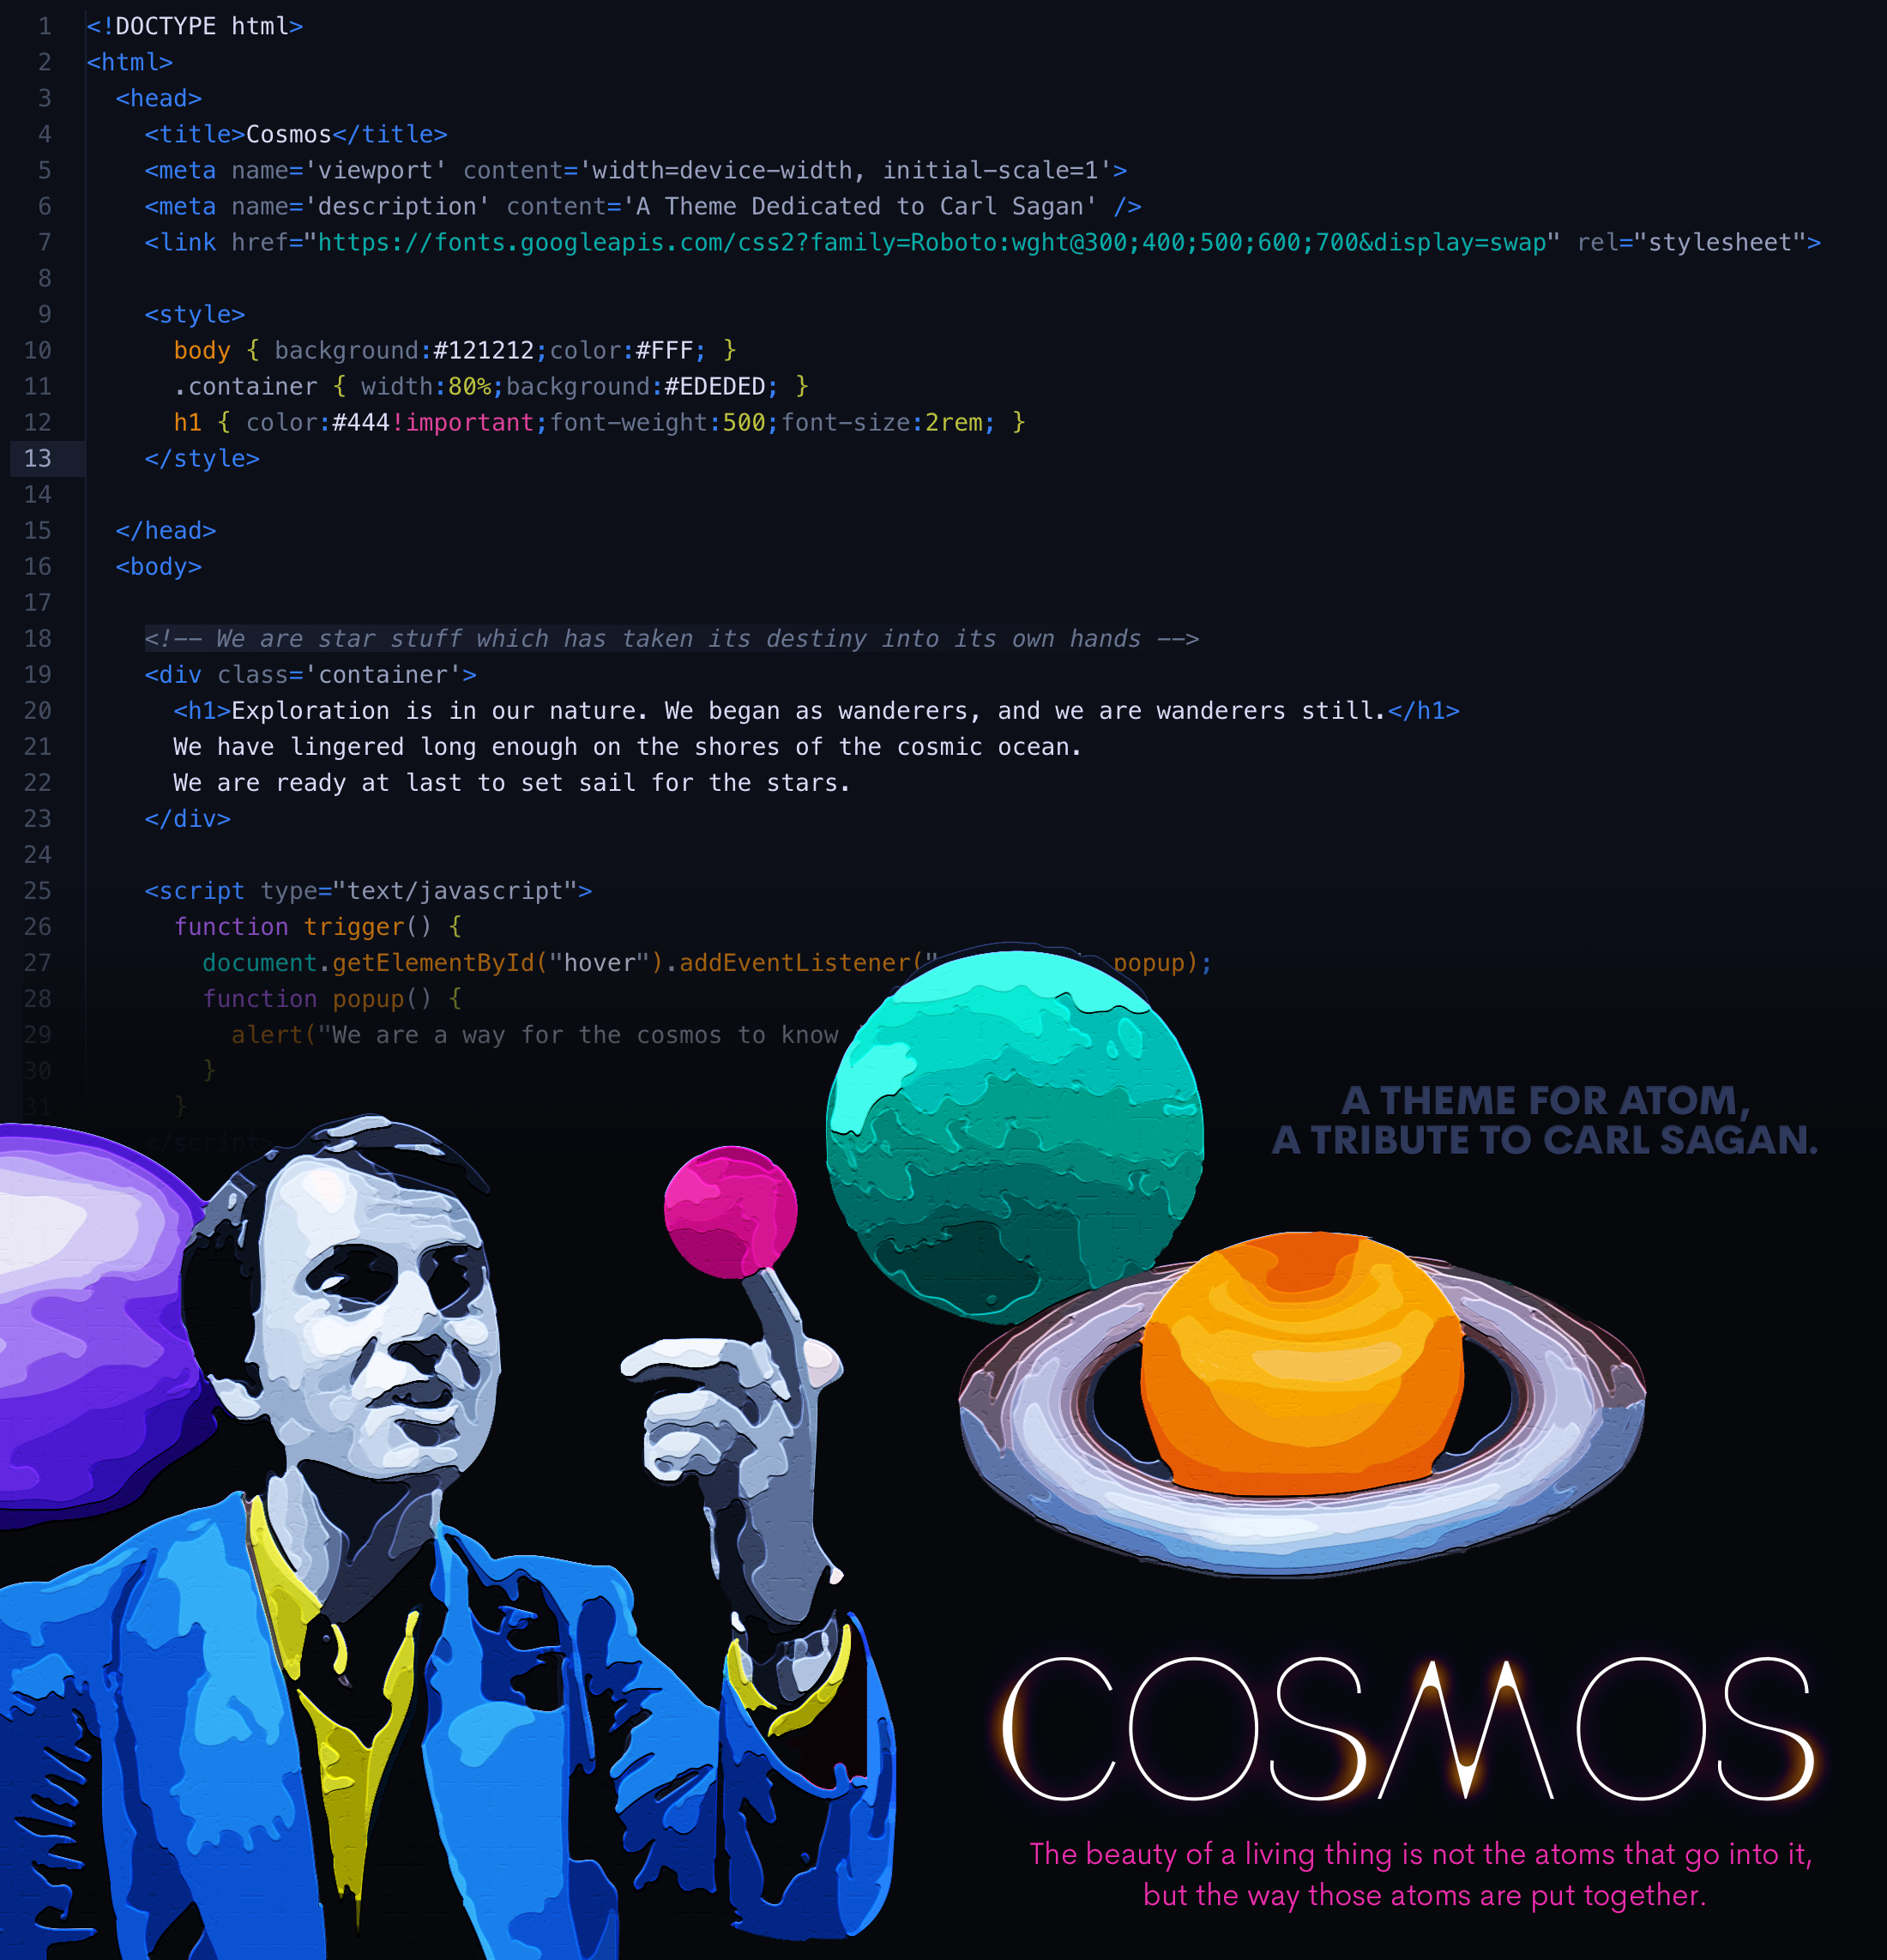 1 <!DOCTYPE html>
2 <html>
3 <head>
4 <title>Cosmos</title>
5 <meta name='viewport' content='width=device-width, initial-scale=1'>
6 <meta name='description' content='A Theme Dedicated to Carl Sagan' />
7 <link href="https://fonts.googleapis.com/css2?family=Roboto:wght@300;400;500;600;700&display=swap" rel="stylesheet">
8
9 <style>
10 body { background:#121212;color:#FFF; }
11 .container { width:80%;background:#EDEDED; }
12 h1 { color:#444!important;font-weight:500;font-size:2rem; }
13 </style>
14
15 </head>
16 <body>
17
18 <!-- We are star stuff which has taken its destiny into its own hands -->
19 <div class='container'>
20 <h1>Exploration is in our nature. We began as wanderers, and we are wanderers still.</h1>
21 We have lingered long enough on the shores of the cosmic ocean.
22 We are ready at last to set sail for the stars.
23 </div>
24
25 <script type="text/javascript">
26 function trigger() {
27 document.getElementById("hover").addEventListener(" popup);
28 function popup() {
29 alert("We are a way for the cosmos to know
30 }
31 }
</script>
A THEME FOR ATOM,
A TRIBUTE TO CARL SAGAN.
COSMOS
The beauty of a living thing is not the atoms that go into it,
but the way those atoms are put together.